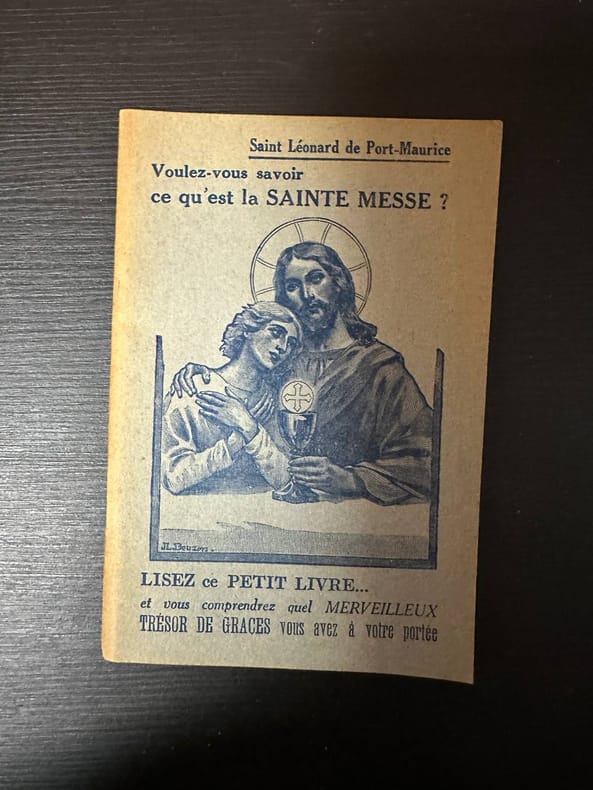 Saint Léonard de Port-Maurice
Voulez-vous savoir
ce qu'est la SAINTE MESSE ?
LISEZ ce PETIT LIVRE...
et vous comprendrez quel MERVEILLEUX
TRÉSOR DE GRACES vous avez à votre portée